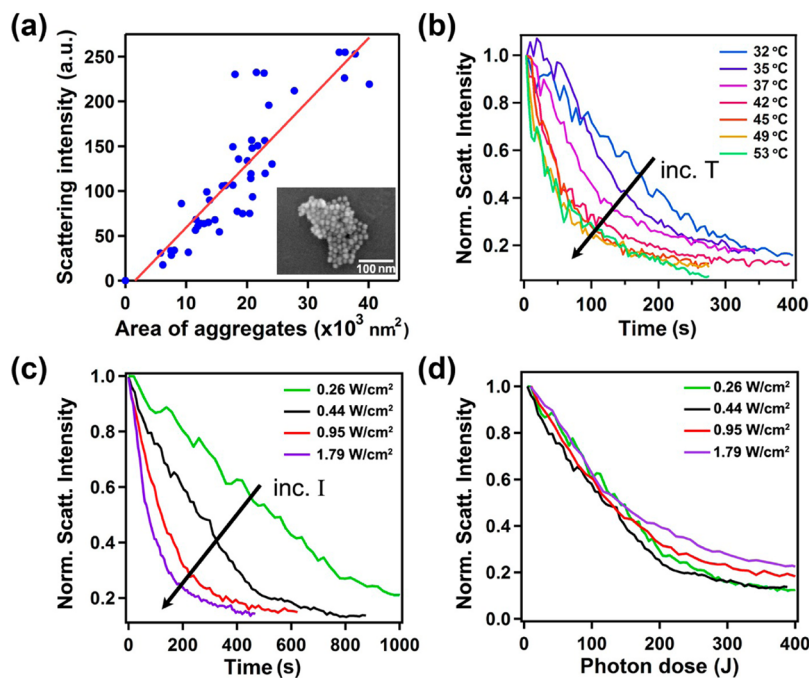 (a)
Scattering intensity (a.u.)
250
200
150
100
50
0
0
10
20
30
40
Area of aggregates (x10³ nm²)
100 nm
(b)
Norm. Scatt. Intensity
1.0
0.8
0.6
0.4
0.2
0
100
200
300
400
Time (s)
32 °C
35 °C
37 °C
42 °C
45 °C
49 °C
53 °C
inc. T
(c)
Norm. Scatt. Intensity
1.0
0.8
0.6
0.4
0.2
0
200
400
600
800
1000
Time (s)
0.26 W/cm²
0.44 W/cm²
0.95 W/cm²
1.79 W/cm²
inc. I
(d)
Norm. Scatt. Intensity
1.0
0.8
0.6
0.4
0.2
0.0
0
100
200
300
400
Photon dose (J)
0.26 W/cm²
0.44 W/cm²
0.95 W/cm²
1.79 W/cm²